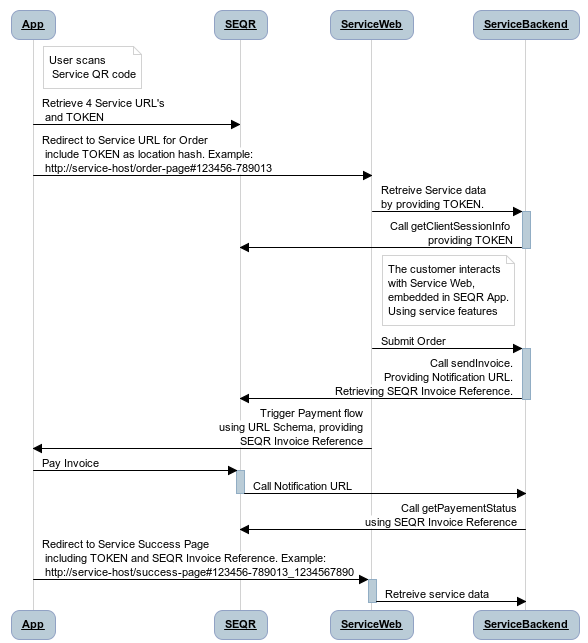 App
SEQR
ServiceWeb
ServiceBackend
User scans
Service QR code
Retrieve 4 Service URL's
and TOKEN
Redirect to Service URL for Order
include TOKEN as location hash. Example:
http://service-host/order-page#123456-789013
Retreive Service data
by providing TOKEN.
Call getClientSessionInfo
providing TOKEN
The customer interacts
with Service Web,
embedded in SEQR App.
Using service features
Submit Order
Call sendInvoice.
Providing Notification URL.
Retrieving SEQR Invoice Reference.
Trigger Payment flow
using URL Schema, providing
SEQR Invoice Reference
Pay Invoice
Call Notification URL
Call getPayementStatus
using SEQR Invoice Reference
Redirect to Service Success Page
including TOKEN and SEQR Invoice Reference. Example:
http://service-host/success-page#123456-789013_1234567890
Retreive service data
App
SEQR
ServiceWeb
ServiceBackend